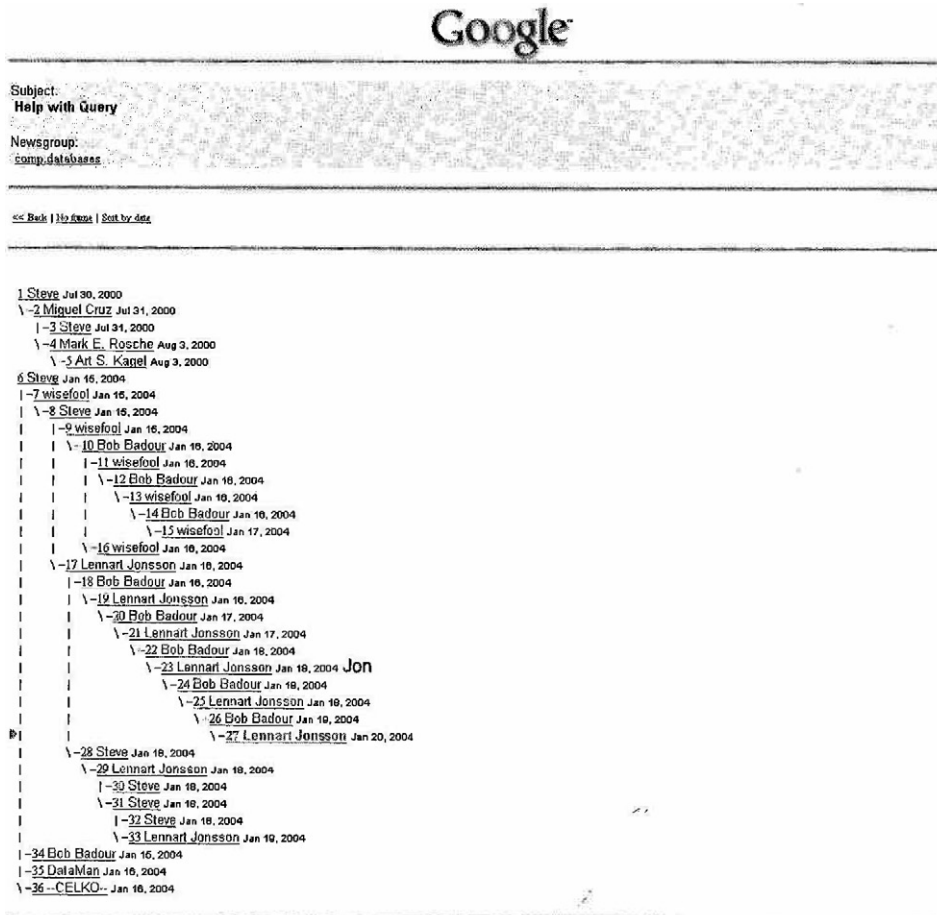 Google
Subject:
Help with Query
Newsgroup:
comp.databases
<< Back | No frame | Sort by date
1 Steve Jul 30, 2000
\-2 Miguel Cruz Jul 31, 2000
|-3 Steve Jul 31, 2000
\-4 Mark E. Rosche Aug 3, 2000
\-5 Art S. Kagel Aug 3, 2000
6 Steve Jan 15, 2004
|-7 wisefool Jan 15, 2004
| \-8 Steve Jan 15, 2004
| |-9 wisefool Jan 16, 2004
| | \-10 Bob Badour Jan 16, 2004
| | |-11 wisefool Jan 16, 2004
| | | \-12 Bob Badour Jan 16, 2004
| | | \-13 wisefool Jan 16, 2004
| | | \-14 Bob Badour Jan 16, 2004
| | | \-15 wisefool Jan 17, 2004
| | \-16 wisefool Jan 16, 2004
| \-17 Lennart Jonsson Jan 16, 2004
| |-18 Bob Badour Jan 16, 2004
| | \-19 Lennart Jonsson Jan 16, 2004
| | \-20 Bob Badour Jan 17, 2004
| | \-21 Lennart Jonsson Jan 17, 2004
| | \-22 Bob Badour Jan 18, 2004
| | \-23 Lennart Jonsson Jan 18, 2004 Jon
| | \-24 Bob Badour Jan 18, 2004
| | \-25 Lennart Jonsson Jan 19, 2004
| | \-26 Bob Badour Jan 19, 2004
| | \-27 Lennart Jonsson Jan 20, 2004
| \-28 Steve Jan 18, 2004
| \-29 Lennart Jonsson Jan 18, 2004
| |-30 Steve Jan 18, 2004
| \-31 Steve Jan 18, 2004
| |-32 Steve Jan 18, 2004
| \-33 Lennart Jonsson Jan 19, 2004
|-34 Bob Badour Jan 15, 2004
|-35 DataMan Jan 16, 2004
\-36 --CELKO-- Jan 16, 2004